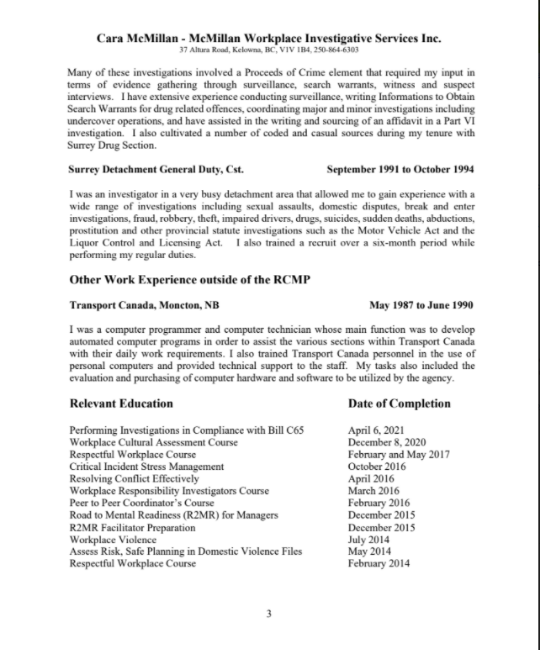 Cara McMillan - McMillan Workplace Investigative Services Inc.
37 Altura Road, Kelowna, BC, V1V 1B4, 250-864-6303
Many of these investigations involved a Proceeds of Crime element that required my input in
terms of evidence gathering through surveillance, search warrants, witness and suspect
interviews. I have extensive experience conducting surveillance, writing Informations to Obtain
Search Warrants for drug related offences, coordinating major and minor investigations including
undercover operations, and have assisted in the writing and sourcing of an affidavit in a Part VI
investigation. I also cultivated a number of coded and casual sources during my tenure with
Surrey Drug Section.
Surrey Detachment General Duty, Cst. September 1991 to October 1994
I was an investigator in a very busy detachment area that allowed me to gain experience with a
wide range of investigations including sexual assaults, domestic disputes, break and enter
investigations, fraud, robbery, theft, impaired drivers, drugs, suicides, sudden deaths, abductions,
prostitution and other provincial statute investigations such as the Motor Vehicle Act and the
Liquor Control and Licensing Act. I also trained a recruit over a six-month period while
performing my regular duties.
Other Work Experience outside of the RCMP
Transport Canada, Moncton, NB May 1987 to June 1990
I was a computer programmer and computer technician whose main function was to develop
automated computer programs in order to assist the various sections within Transport Canada
with their daily work requirements. I also trained Transport Canada personnel in the use of
personal computers and provided technical support to the staff. My tasks also included the
evaluation and purchasing of computer hardware and software to be utilized by the agency.
Relevant Education Date of Completion
Performing Investigations in Compliance with Bill C65 April 6, 2021
Workplace Cultural Assessment Course December 8, 2020
Respectful Workplace Course February and May 2017
Critical Incident Stress Management October 2016
Resolving Conflict Effectively April 2016
Workplace Responsibility Investigators Course March 2016
Peer to Peer Coordinator's Course February 2016
Road to Mental Readiness (R2MR) for Managers December 2015
R2MR Facilitator Preparation December 2015
Workplace Violence July 2014
Assess Risk, Safe Planning in Domestic Violence Files May 2014
Respectful Workplace Course February 2014
3